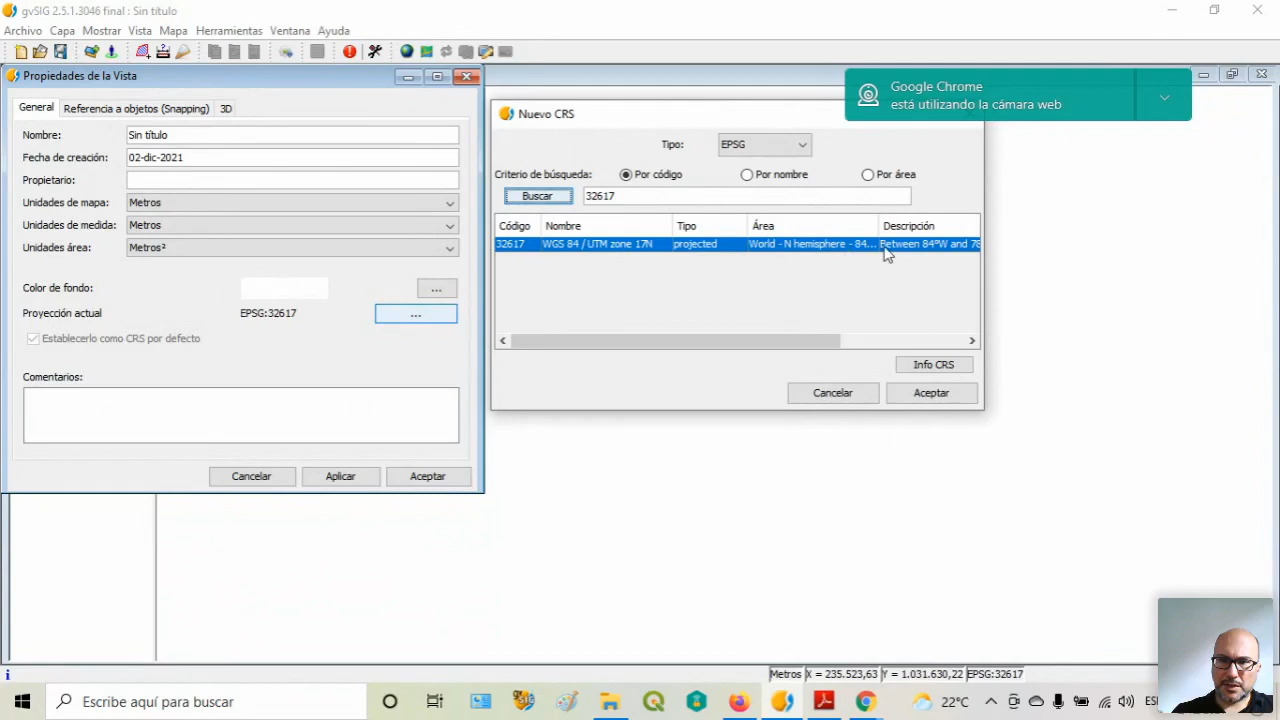 gvSIG 2.5.1.3046 final : Sin título
Archivo Capa Mostrar Vista Mapa Herramientas Ventana Ayuda
Propiedades de la Vista
General Referencia a objetos (Snapping) 3D
Nombre: Sin título
Fecha de creación: 02-dic-2021
Propietario:
Unidades de mapa: Metros
Unidades de medida: Metros
Unidades área: Metros²
Color de fondo: ...
Proyección actual EPSG:32617 ...
Establecerlo como CRS por defecto
Comentarios:
Cancelar Aplicar Aceptar
Google Chrome
está utilizando la cámara web
Nuevo CRS
Tipo: EPSG
Criterio de búsqueda: Por código Por nombre Por área
Buscar 32617
Código Nombre Tipo Área Descripción
32617 WGS 84 / UTM zone 17N projected World - N hemisphere - 84... Between 84°W and 78
Info CRS
Cancelar Aceptar
Metros X = 235.523,63 Y = 1.031.630,22 EPSG:32617
Escribe aquí para buscar
22°C